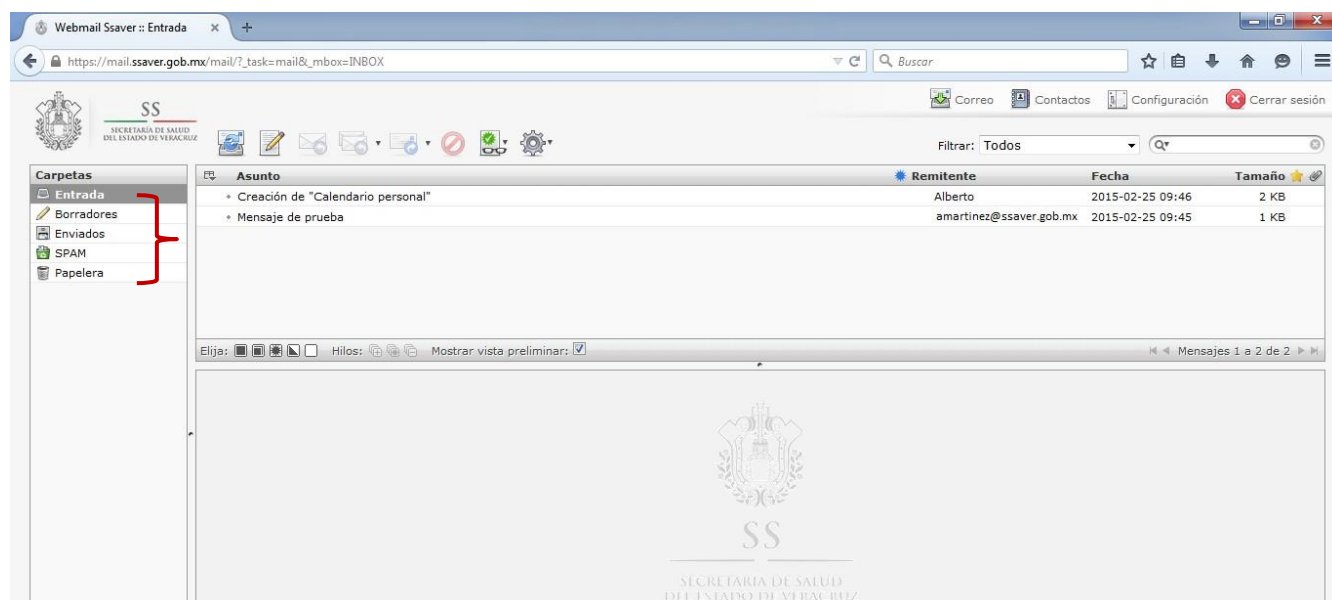 Webmail Ssaver :: Entrada
https://mail.ssaver.gob.mx/mail/?_task=mail&_mbox=INBOX
Buscar
SS
SECRETARÍA DE SALUD
DEL ESTADO DE VERACRUZ
Correo Contactos Configuración Cerrar sesión
Filtrar: Todos
Carpetas
Entrada
Borradores
Enviados
SPAM
Papelera
Asunto Remitente Fecha Tamaño
Creación de "Calendario personal" Alberto 2015-02-25 09:46 2 KB
Mensaje de prueba amartinez@ssaver.gob.mx 2015-02-25 09:45 1 KB
Elija: Hilos: Mostrar vista preliminar: Mensajes 1 a 2 de 2
SS
SECRETARÍA DE SALUD
DEL ESTADO DE VERACRUZ